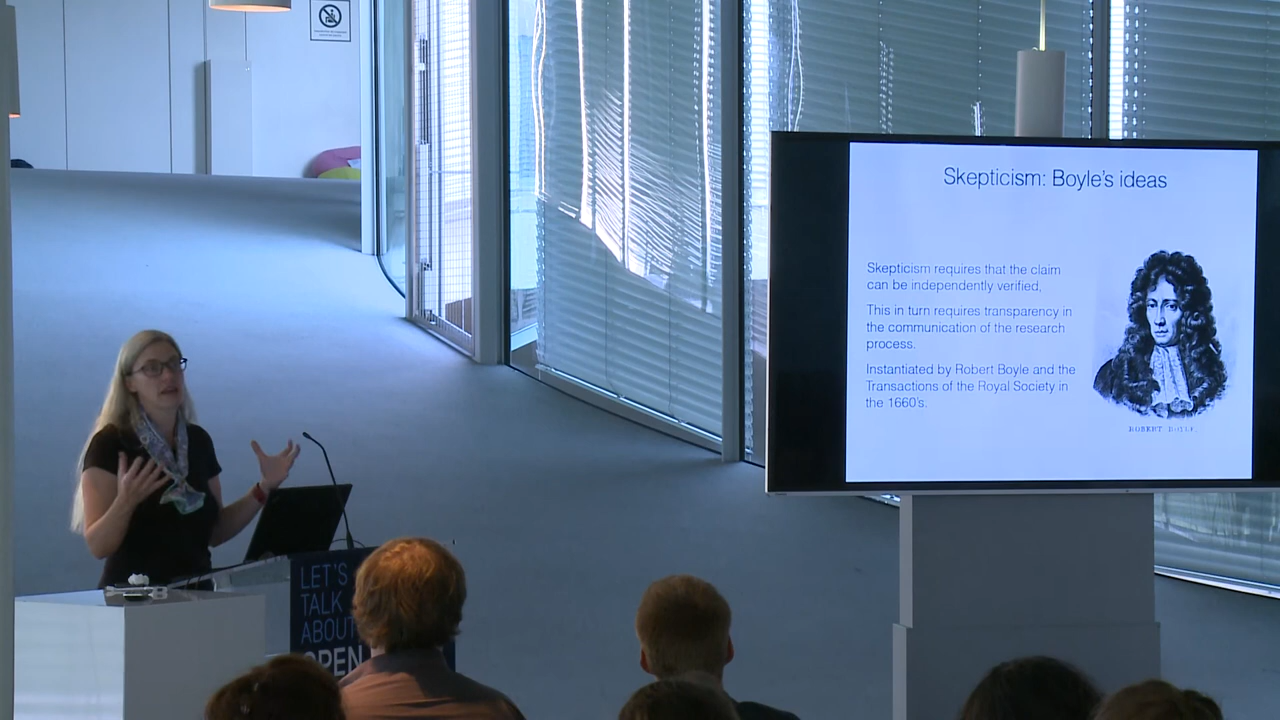 Skepticism: Boyle's ideas
Skepticism requires that the claim
can be independently verified,
This in turn requires transparency in
the communication of the research
process.
Instantiated by Robert Boyle and the
Transactions of the Royal Society in
the 1660's.
ROBERT BOYLE.
LET'S
TALK
ABOUT
OPEN